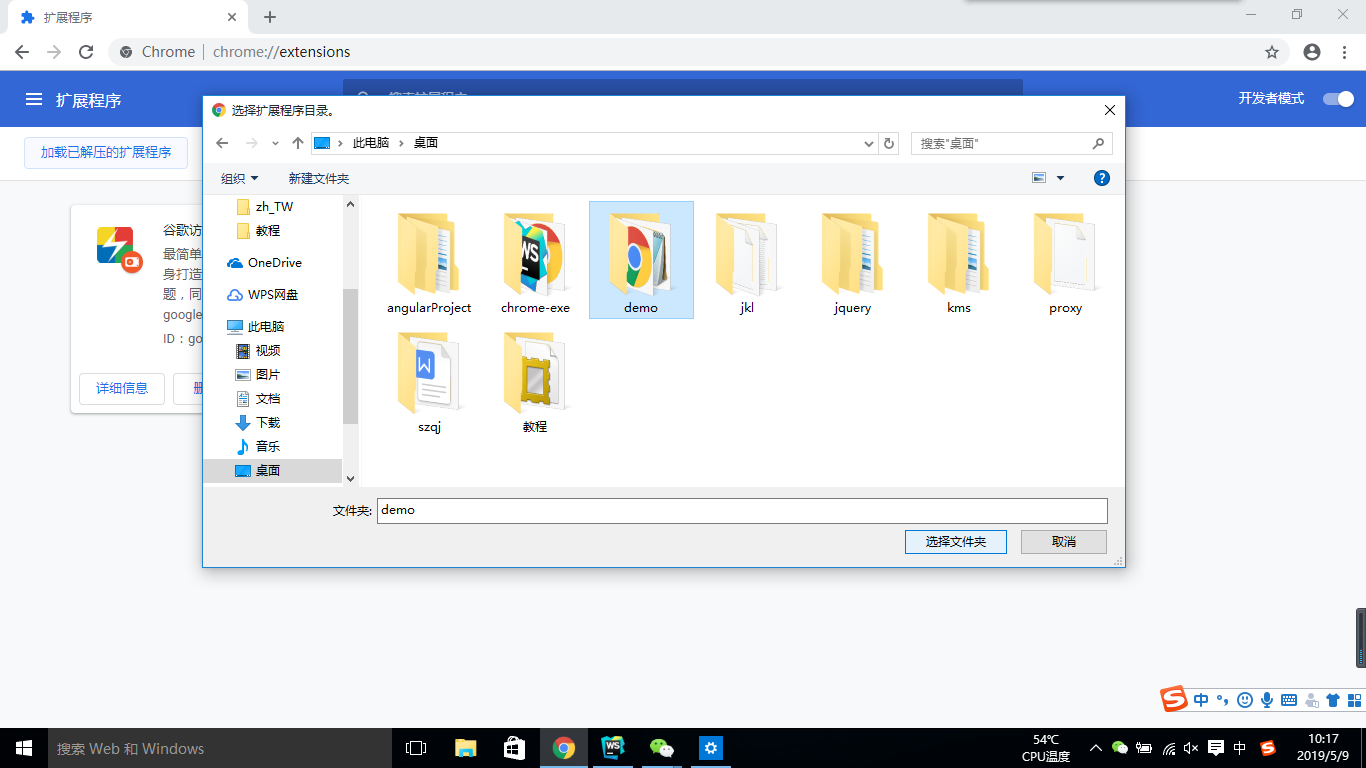 扩展程序
Chrome | chrome://extensions
扩展程序
开发者模式
加载已解压的扩展程序
选择扩展程序目录。
此电脑 › 桌面
搜索"桌面"
组织
新建文件夹
zh_TW
教程
OneDrive
WPS网盘
此电脑
视频
图片
文档
下载
音乐
桌面
angularProject
chrome-exe
demo
jkl
jquery
kms
proxy
szqj
教程
文件夹:
demo
选择文件夹
取消
谷歌访
最简单
身打造
题，同
google
ID：go
详细信息
中
搜索 Web 和 Windows
54℃
CPU温度
中
10:17
2019/5/9